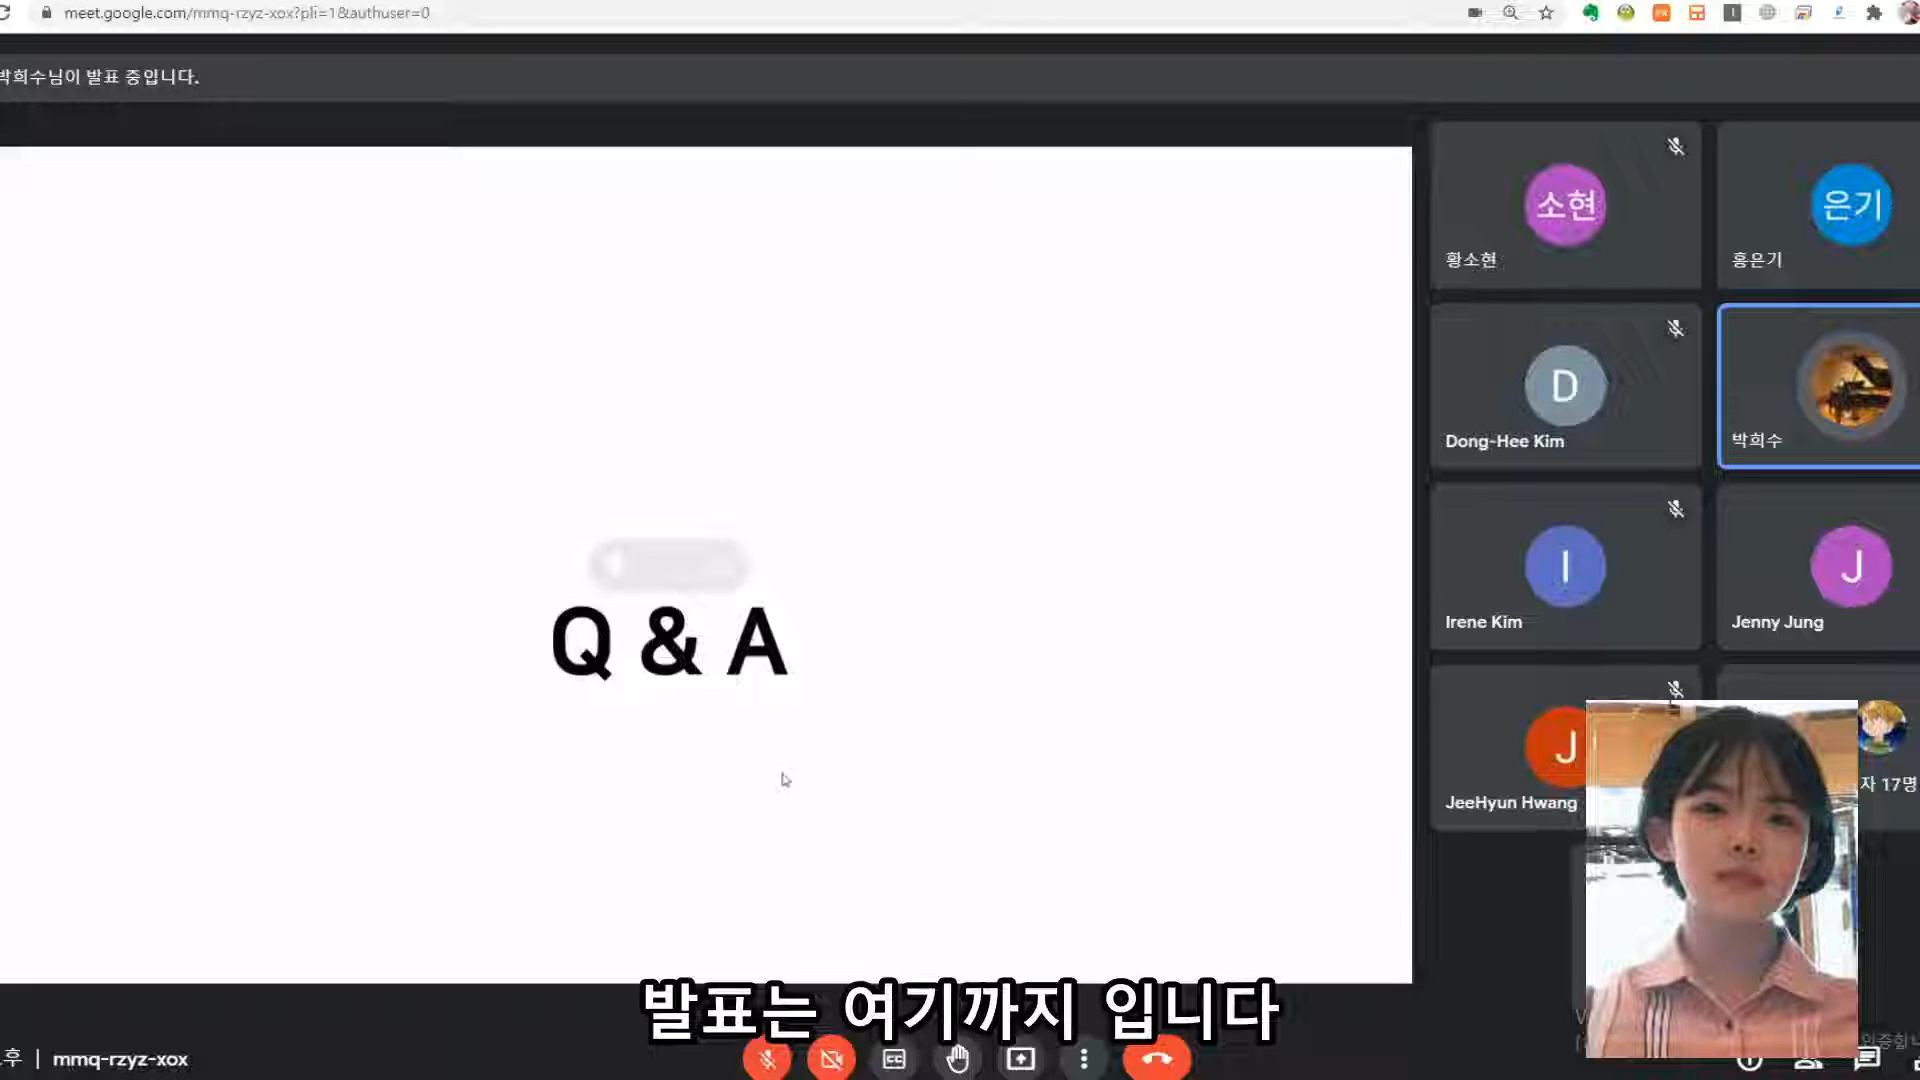 meet.google.com/mmq-rzyz-xox?pli=1&authuser=0
박희수님이 발표 중입니다.
소현
황소현
은기
홍은기
D
Dong-Hee Kim
박희수
I
Irene Kim
J
Jenny Jung
J
JeeHyun Hwang
자 17명
Q & A
발표는 여기까지 입니다
후 | mmq-rzyz-xox